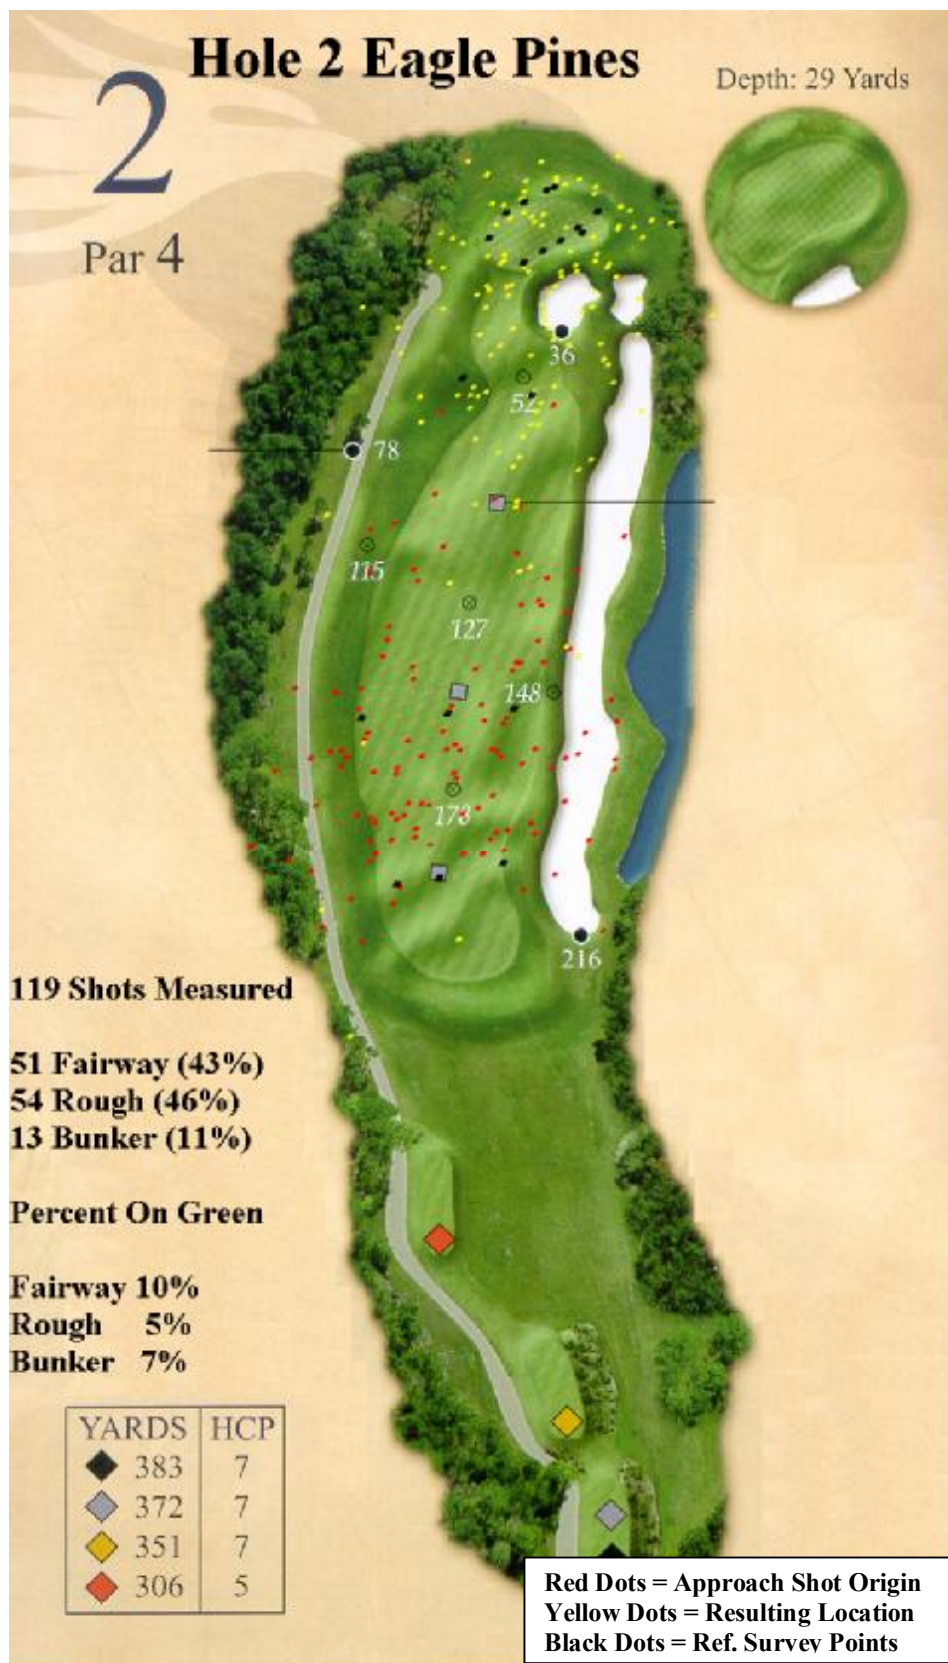 Hole 2 Eagle Pines
2
Depth: 29 Yards
Par 4
36
52
78
115
127
148
178
216
119 Shots Measured
51 Fairway (43%)
54 Rough (46%)
13 Bunker (11%)
Percent On Green
Fairway 10%
Rough 5%
Bunker 7%
YARDS HCP
383 7
372 7
351 7
306 5
Red Dots = Approach Shot Origin
Yellow Dots = Resulting Location
Black Dots = Ref. Survey Points